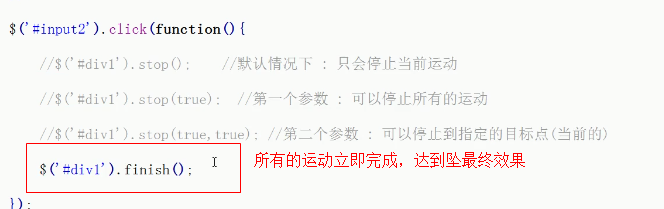 $('#input2').click(function(){
//$('#div1').stop(); //默认情况下 : 只会停止当前运动
//$('#div1').stop(true); //第一个参数 : 可以停止所有的运动
//$('#div1').stop(true,true); //第二个参数 : 可以停止到指定的目标点(当前的)
$('#div1').finish(); 所有的运动立即完成，达到坠最终效果
});